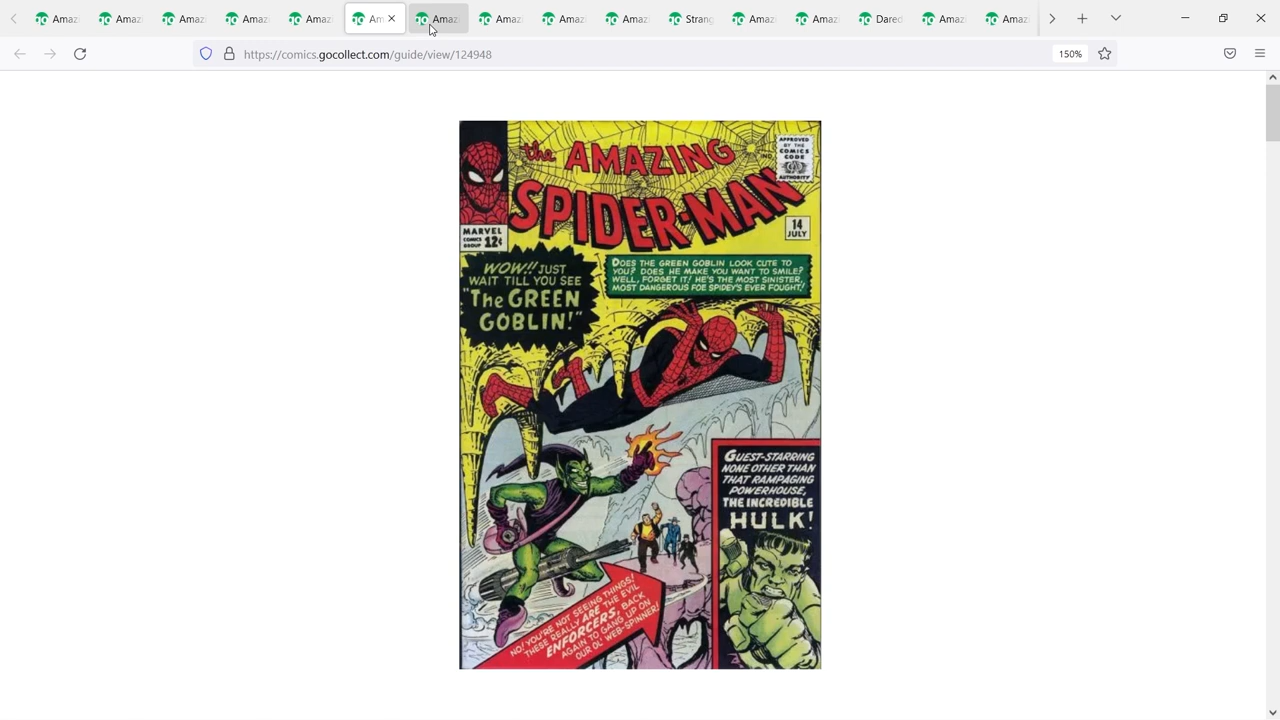 Amaz
Amaz
Amaz
Amaz
Amaz
Am
Amaz
Amaz
Amaz
Amaz
Strang
Amaz
Amaz
Dared
Amaz
Amaz
https://comics.gocollect.com/guide/view/124948
150%
the AMAZING
SPIDER-MAN
IND.
APPROVED
BY THE
COMICS
CODE
AUTHORITY
MARVEL
COMICS
GROUP 12¢
14
JULY
WOW!! JUST
WAIT TILL YOU SEE
"The GREEN
GOBLIN!"
DOES THE GREEN GOBLIN LOOK CUTE TO
YOU? DOES HE MAKE YOU WANT TO SMILE?
WELL, FORGET IT! HE'S THE MOST SINISTER,
MOST DANGEROUS FOE SPIDEY'S EVER FOUGHT!
GUEST-STARRING
NONE OTHER THAN
THAT RAMPAGING
POWERHOUSE,
THE INCREDIBLE
HULK!
NO! YOU'RE NOT SEEING THINGS!
THESE REALLY ARE THE EVIL
ENFORCERS, BACK
AGAIN TO GANG UP ON
OUR OL' WEB-SPINNER!